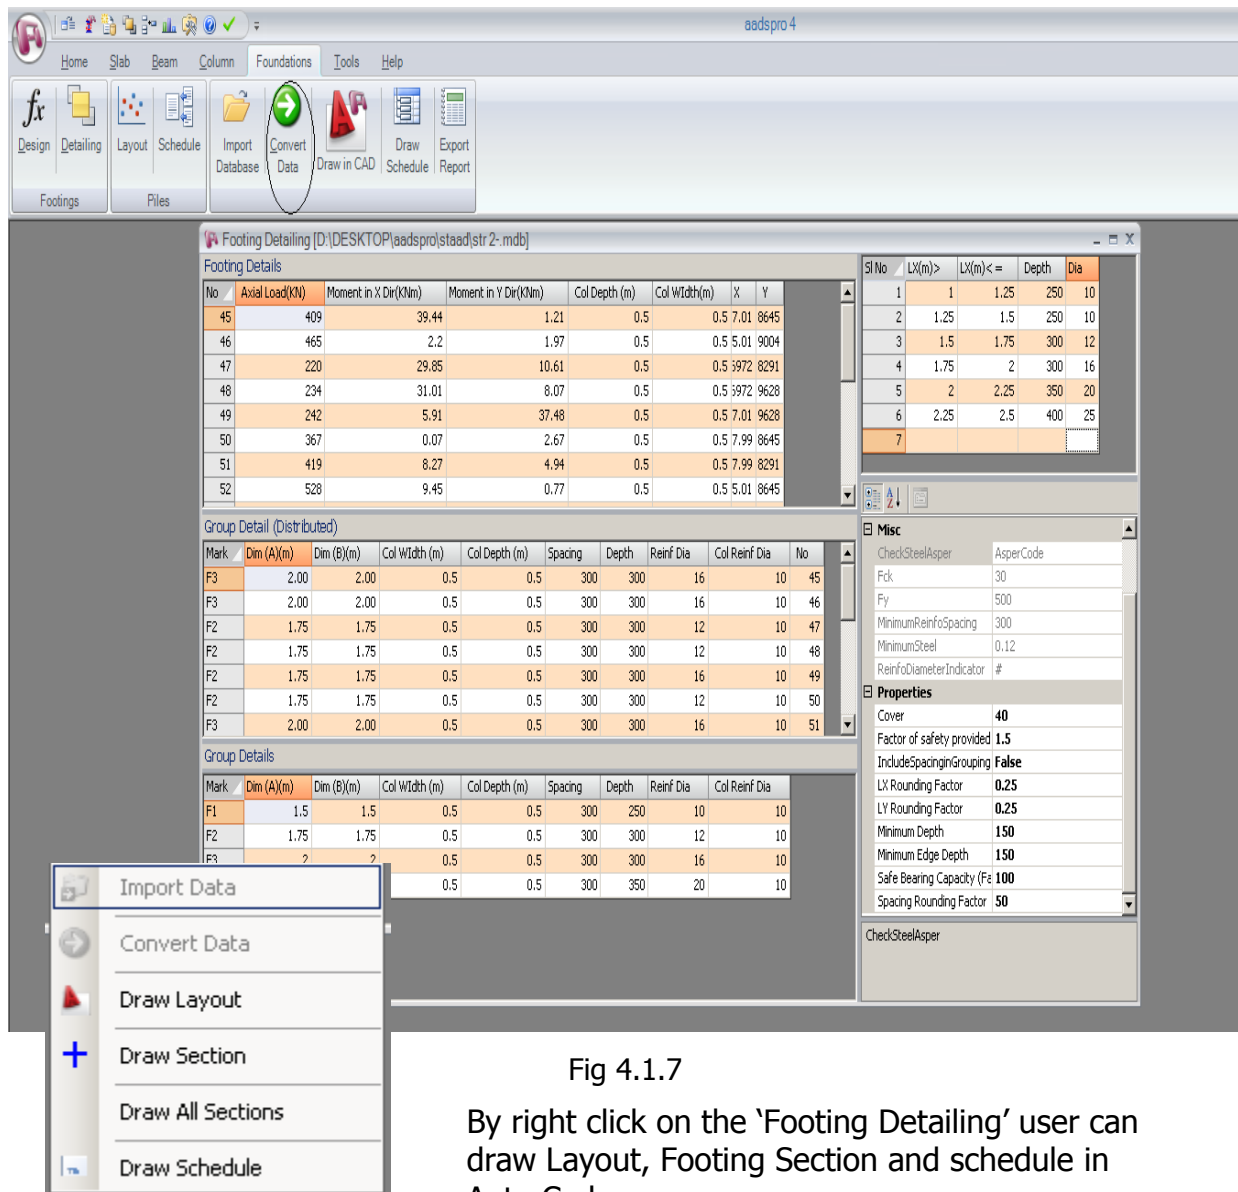 aadspro 4
Home Slab Beam Column Foundations Tools Help
fx
Design Detailing Layout Schedule Import Database Convert Data Draw in CAD Draw Schedule Export Report
Footings Piles
Footing Detailing [D:\DESKTOP\aadspro\staad\str 2-.mdb]
Footing Details
No Axial Load(KN) Moment in X Dir(KNm) Moment in Y Dir(KNm) Col Depth (m) Col WIdth(m) X Y
45 409 39.44 1.21 0.5 0.5 7.01 8645
46 465 2.2 1.97 0.5 0.5 5.01 9004
47 220 29.85 10.61 0.5 0.5 5972 8291
48 234 31.01 8.07 0.5 0.5 5972 9628
49 242 5.91 37.48 0.5 0.5 7.01 9628
50 367 0.07 2.67 0.5 0.5 7.99 8645
51 419 8.27 4.94 0.5 0.5 7.99 8291
52 528 9.45 0.77 0.5 0.5 5.01 8645
Sl No LX(m)> LX(m)<= Depth Dia
1 1 1.25 250 10
2 1.25 1.5 250 10
3 1.5 1.75 300 12
4 1.75 2 300 16
5 2 2.25 350 20
6 2.25 2.5 400 25
7
Group Detail (Distributed)
Mark Dim (A)(m) Dim (B)(m) Col WIdth (m) Col Depth (m) Spacing Depth Reinf Dia Col Reinf Dia No
F3 2.00 2.00 0.5 0.5 300 300 16 10 45
F3 2.00 2.00 0.5 0.5 300 300 16 10 46
F2 1.75 1.75 0.5 0.5 300 300 12 10 47
F2 1.75 1.75 0.5 0.5 300 300 12 10 48
F2 1.75 1.75 0.5 0.5 300 300 16 10 49
F2 1.75 1.75 0.5 0.5 300 300 12 10 50
F3 2.00 2.00 0.5 0.5 300 300 16 10 51
Group Details
Mark Dim (A)(m) Dim (B)(m) Col WIdth (m) Col Depth (m) Spacing Depth Reinf Dia Col Reinf Dia
F1 1.5 1.5 0.5 0.5 300 250 10 10
F2 1.75 1.75 0.5 0.5 300 300 12 10
F3 2 2 0.5 0.5 300 300 16 10
0.5 0.5 300 350 20 10
Misc
CheckSteelAsper AsperCode
Fck 30
Fy 500
MinimumReinfoSpacing 300
MinimumSteel 0.12
ReinfoDiameterIndicator #
Properties
Cover 40
Factor of safety provided 1.5
IncludeSpacinginGrouping False
LX Rounding Factor 0.25
LY Rounding Factor 0.25
Minimum Depth 150
Minimum Edge Depth 150
Safe Bearing Capacity (Fa 100
Spacing Rounding Factor 50
CheckSteelAsper
Import Data
Convert Data
Draw Layout
Draw Section
Draw All Sections
Draw Schedule
Fig 4.1.7
By right click on the ‘Footing Detailing’ user can
draw Layout, Footing Section and schedule in